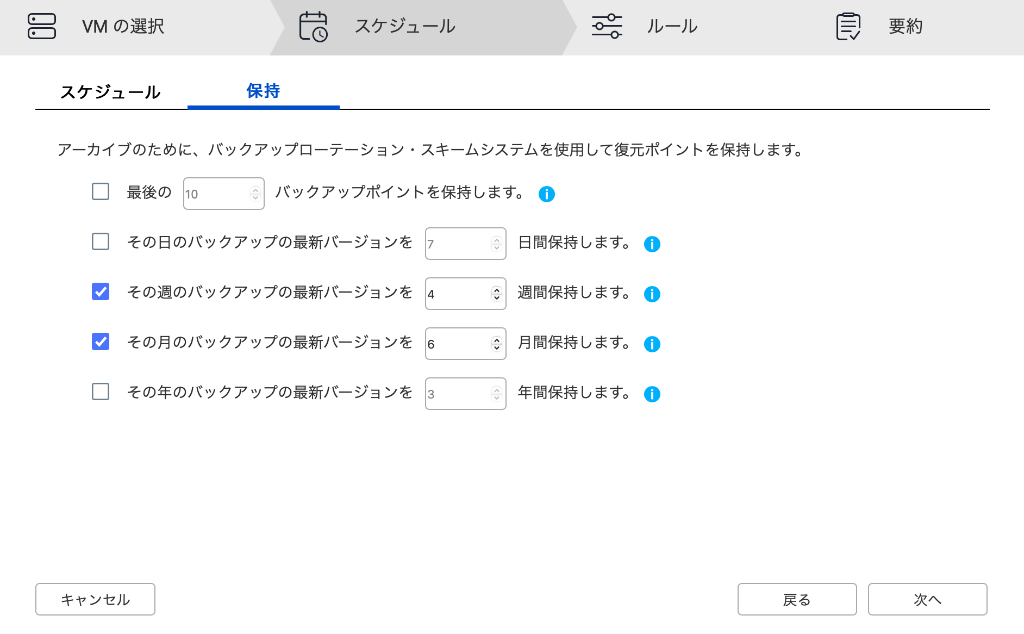 VM の選択 スケジュール ルール 要約
スケジュール 保持
アーカイブのために、バックアップローテーション・スキームシステムを使用して復元ポイントを保持します。
最後の 10 バックアップポイントを保持します。
その日のバックアップの最新バージョンを 7 日間保持します。
その週のバックアップの最新バージョンを 4 週間保持します。
その月のバックアップの最新バージョンを 6 月間保持します。
その年のバックアップの最新バージョンを 3 年間保持します。
キャンセル 戻る 次へ